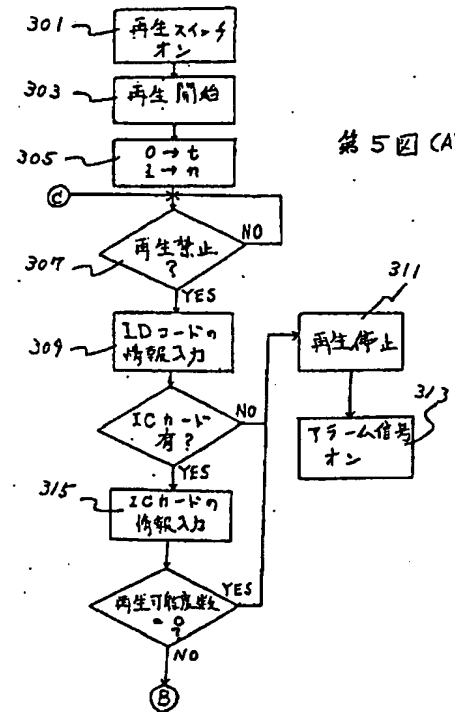 301
再生スイッチ
オン
303
再生開始
305
0→t
1→n
第5図(A)
C
307
再生禁止
?
NO
YES
309
IDコードの
情報入力
311
再生停止
ICカード
有?
NO
YES
313
アラーム信号
オン
315
ICカードの
情報入力
再生可能度数
=0
?
YES
NO
B